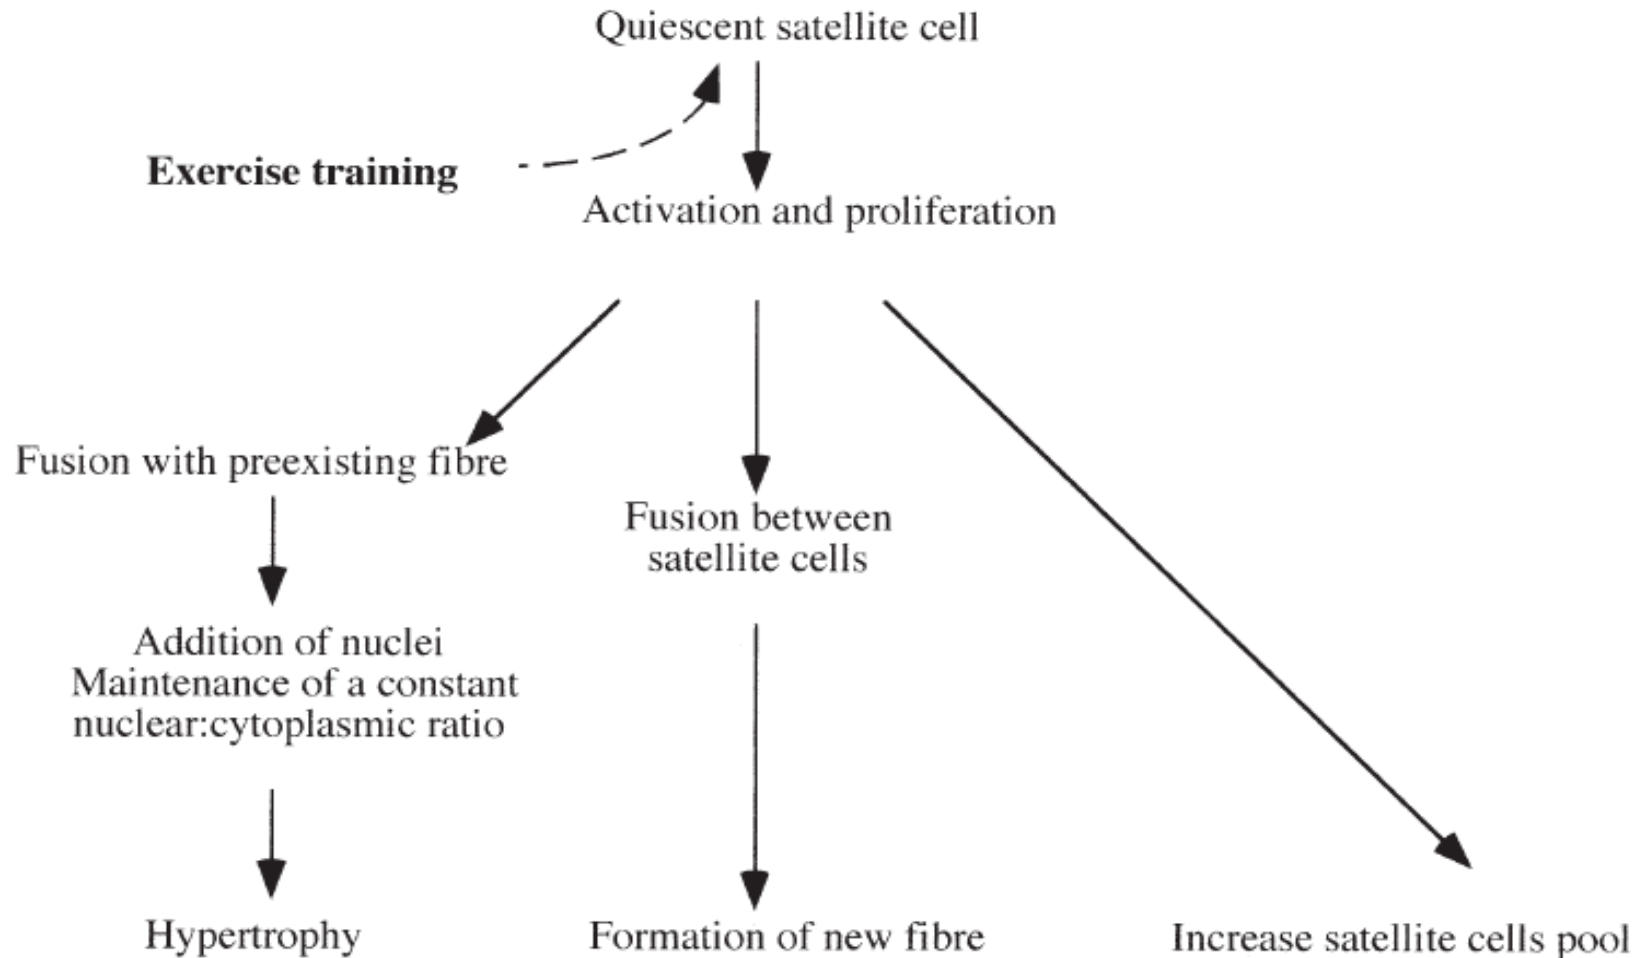 Quiescent satellite cell
Exercise training
Activation and proliferation
Fusion with preexisting fibre
Fusion between
satellite cells
Addition of nuclei
Maintenance of a constant
nuclear:cytoplasmic ratio
Hypertrophy
Formation of new fibre
Increase satellite cells pool